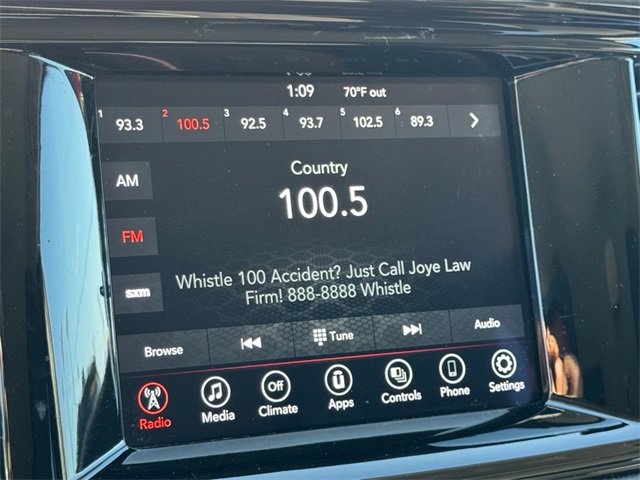 1:09 70°F out
1 93.3 2 100.5 3 92.5 4 93.7 5 102.5 6 89.3
AM
Country
100.5
FM
Whistle 100 Accident? Just Call Joye Law
Firm! 888-8888 Whistle
sxm
Browse Tune Audio
Off
Radio Media Climate Apps Controls Phone Settings